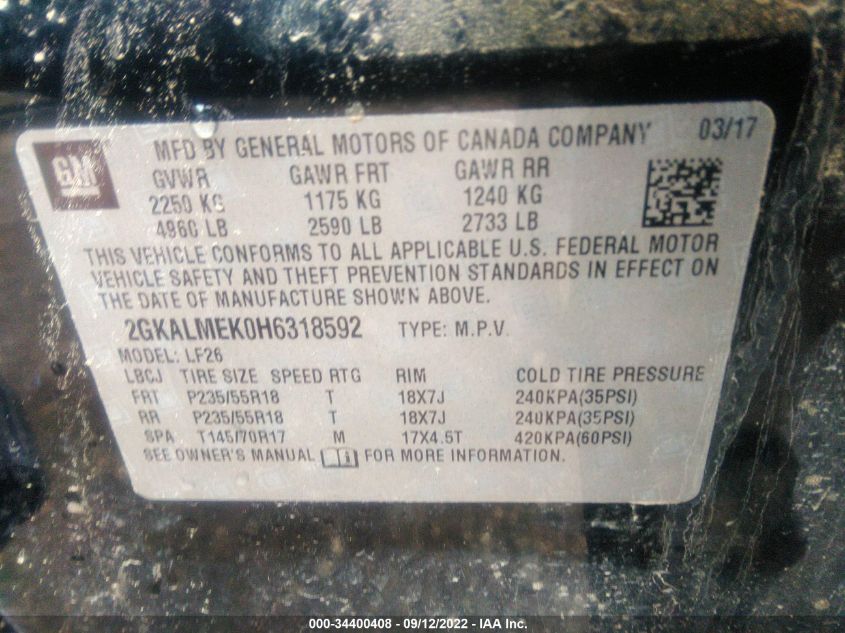 GM
MFD BY GENERAL MOTORS OF CANADA COMPANY 03/17
GVWR GAWR FRT GAWR RR
2250 KG 1175 KG 1240 KG
4960 LB 2590 LB 2733 LB
THIS VEHICLE CONFORMS TO ALL APPLICABLE U.S. FEDERAL MOTOR
VEHICLE SAFETY AND THEFT PREVENTION STANDARDS IN EFFECT ON
THE DATE OF MANUFACTURE SHOWN ABOVE.
2GKALMEK0H6318592 TYPE: M.P.V.
MODEL: LF26
LBCJ TIRE SIZE SPEED RTG RIM COLD TIRE PRESSURE
FRT P235/55R18 T 18X7J 240KPA(35PSI)
RR P235/55R18 T 18X7J 240KPA(35PSI)
SPA T145/70R17 M 17X4.5T 420KPA(60PSI)
SEE OWNER'S MANUAL FOR MORE INFORMATION.
000-34400408 - 09/12/2022 - IAA Inc.